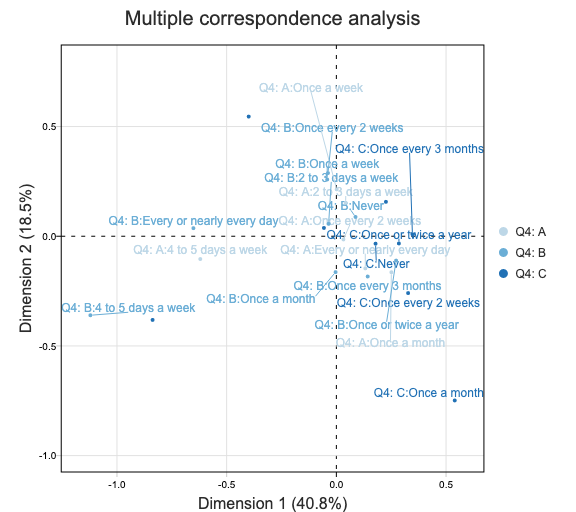 Multiple correspondence analysis
Q4: A:Once a week
Q4: B:Once every 2 weeks
Q4: C:Once every 3 months
Q4: B:Once a week
Q4: B:2 to 3 days a week
Q4: A:2 to 3 days a week
Q4: B:Never
Q4: B:Every or nearly every day
Q4: A:Once every 2 weeks
Q4: C:Once or twice a year
Q4: A:4 to 5 days a week
Q4: A:Every or nearly every day
Q4: C:Never
Q4: B:Once every 3 months
Q4: B:Once a month
Q4: C:Once every 2 weeks
Q4: B:4 to 5 days a week
Q4: B:Once or twice a year
Q4: A:Once a month
Q4: C:Once a month
0.5
0.0
-0.5
-1.0
-1.0
-0.5
0.0
0.5
Dimension 2 (18.5%)
Dimension 1 (40.8%)
Q4: A
Q4: B
Q4: C